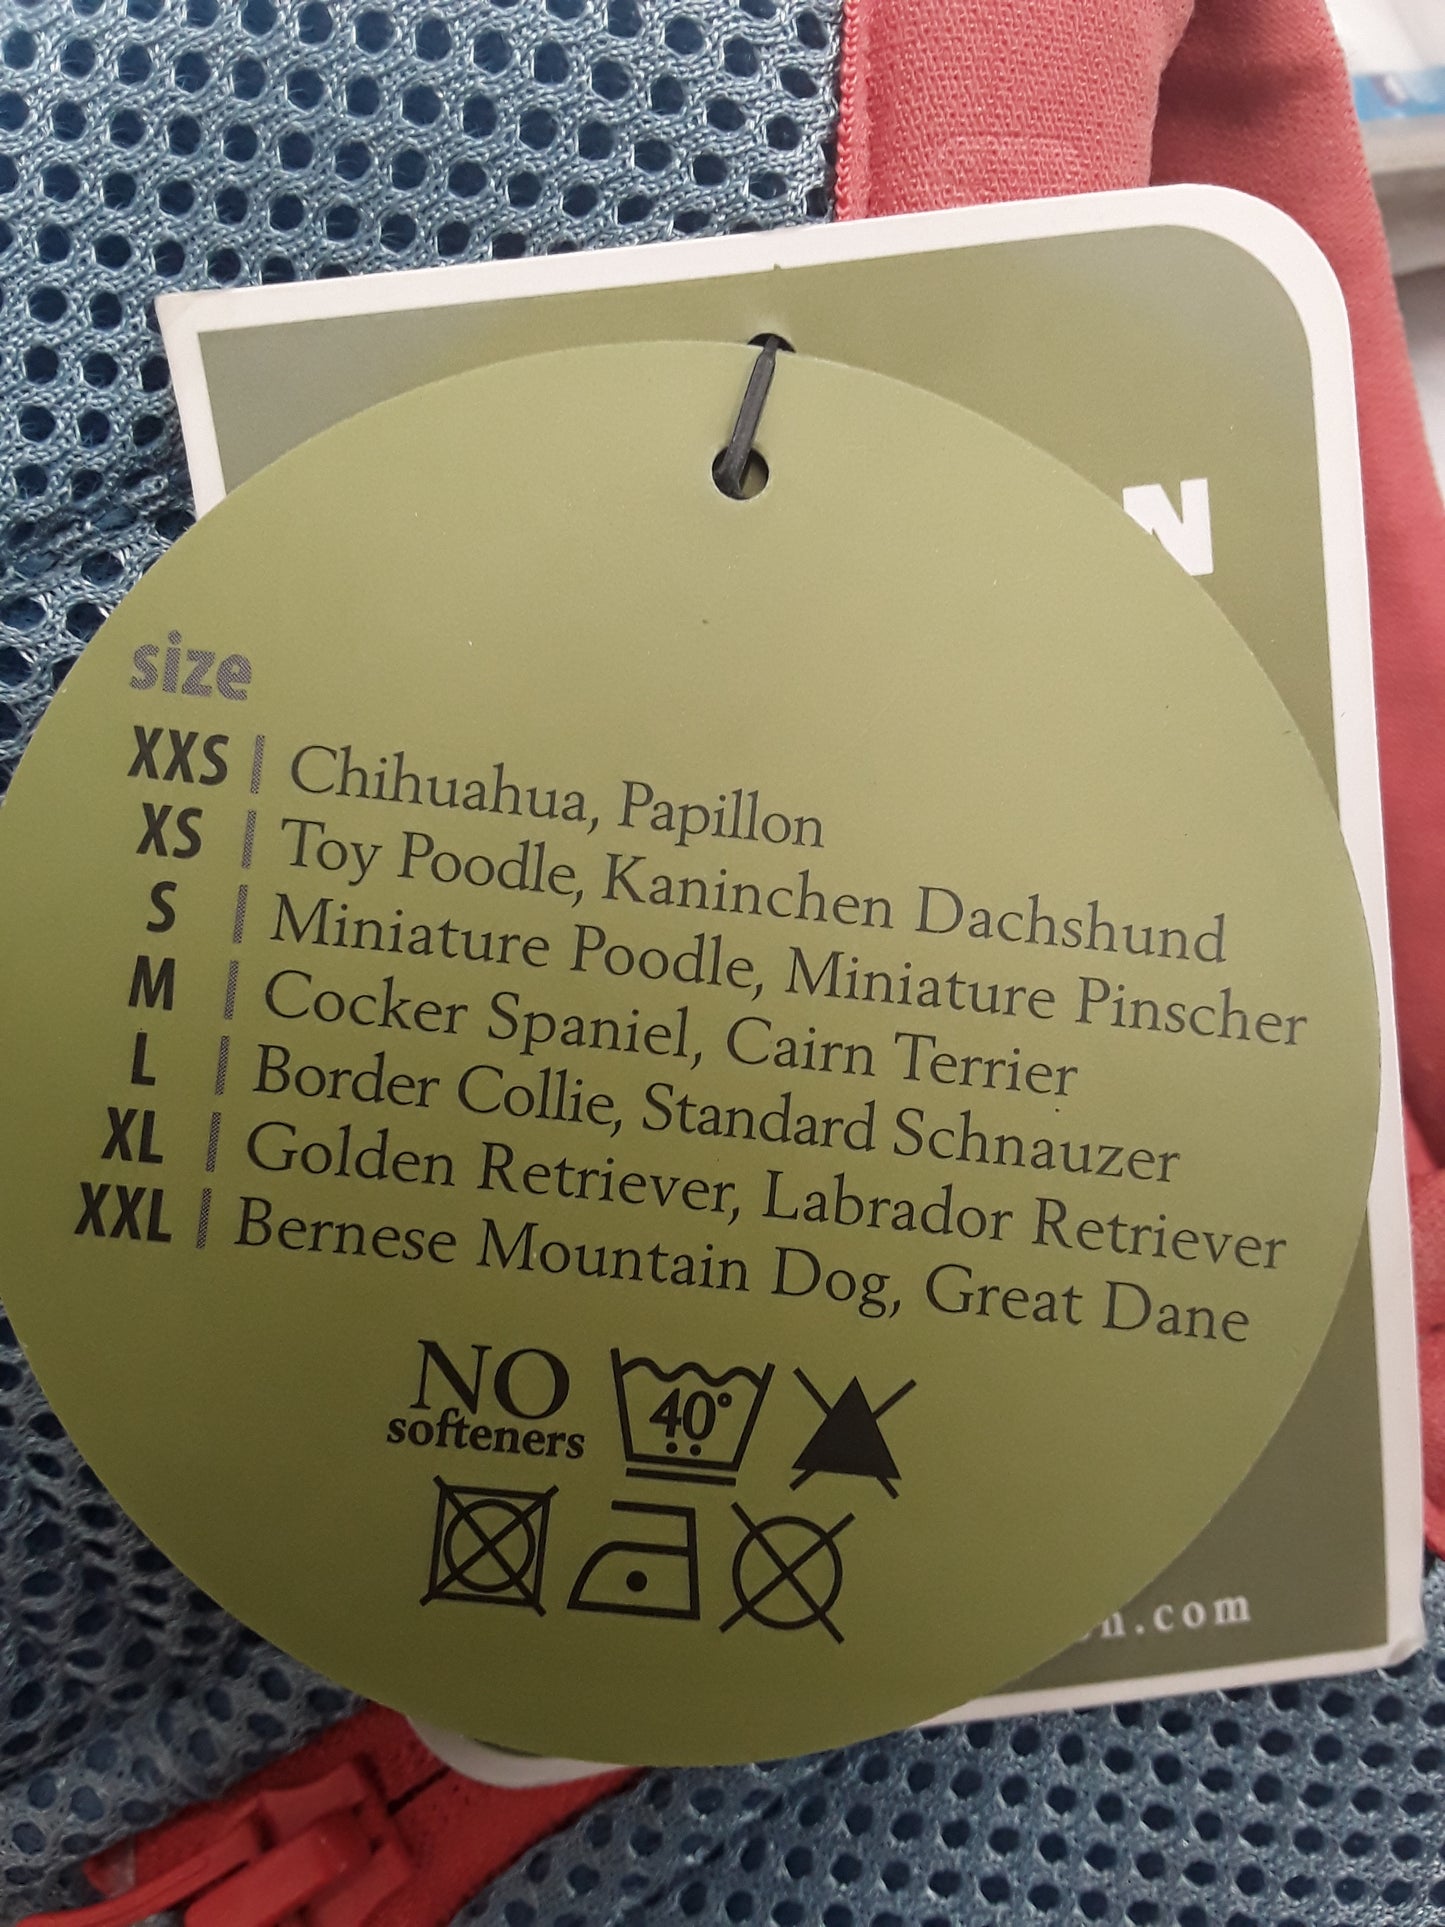 N
size
XXS | Chihuahua, Papillon
XS | Toy Poodle, Kaninchen Dachshund
S | Miniature Poodle, Miniature Pinscher
M | Cocker Spaniel, Cairn Terrier
L | Border Collie, Standard Schnauzer
XL | Golden Retriever, Labrador Retriever
XXL | Bernese Mountain Dog, Great Dane
NO
softeners
40°
n.com